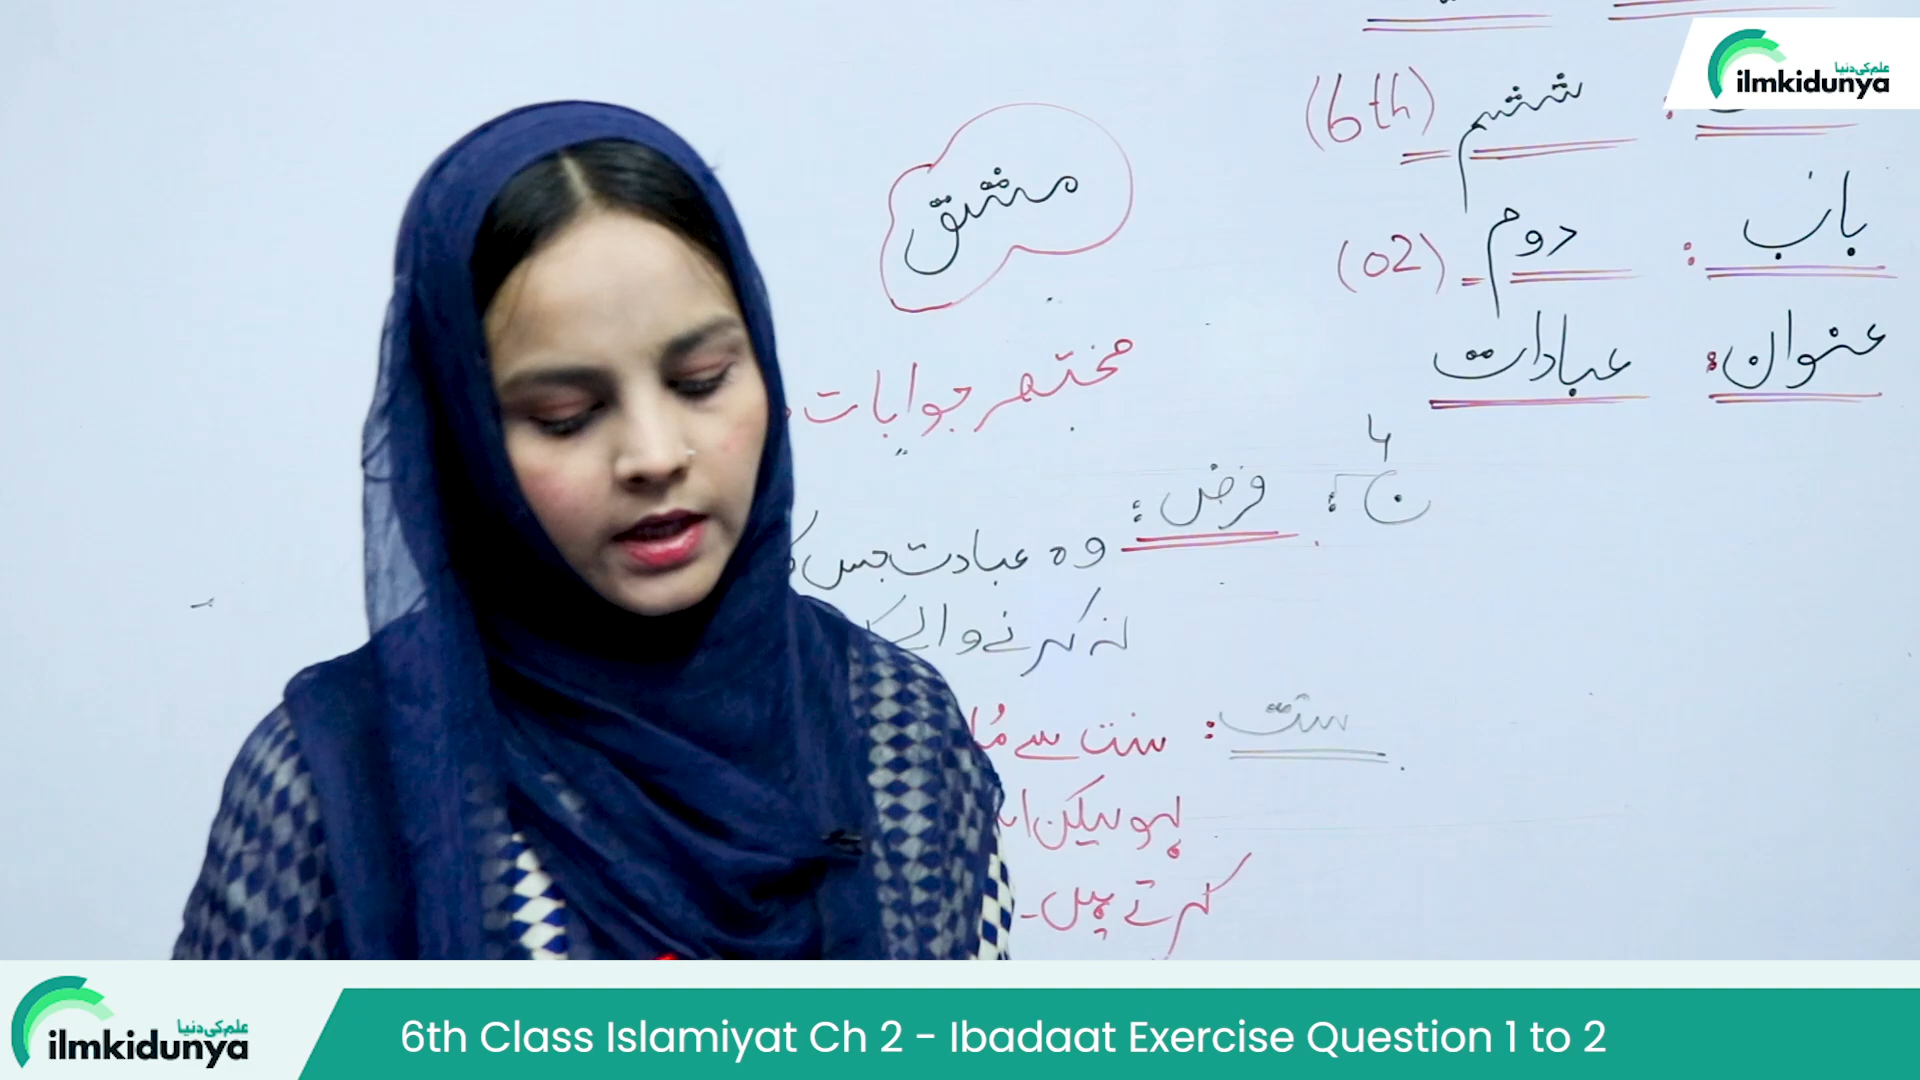 علم کی دنیا
ilmkidunya
ششم (6th)
باب : دوم (02)
عنوان: عبادات
مشق
مختصر جوابات
ج: فرض: وہ عبادت جس
نہ کرنے والے
سنت: سنت سے
ہو لیکن
کرتے ہیں۔
علم کی دنیا
ilmkidunya
6th Class Islamiyat Ch 2 - Ibadaat Exercise Question 1 to 2